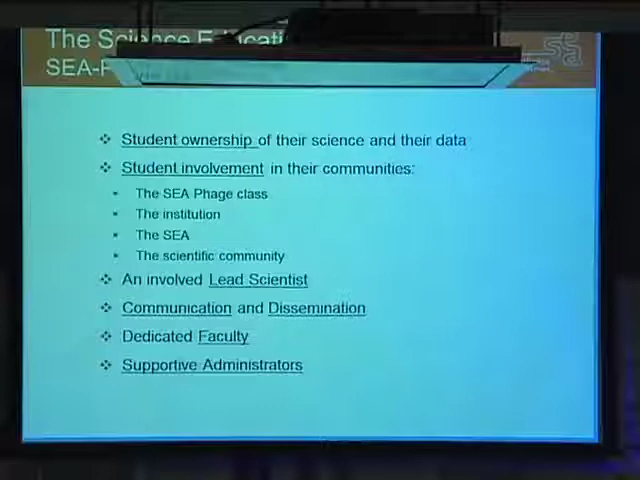 The Science
SEA-P
Student ownership of their science and their data
Student involvement in their communities:
The SEA Phage class
The institution
The SEA
The scientific community
An involved Lead Scientist
Communication and Dissemination
Dedicated Faculty
Supportive Administrators